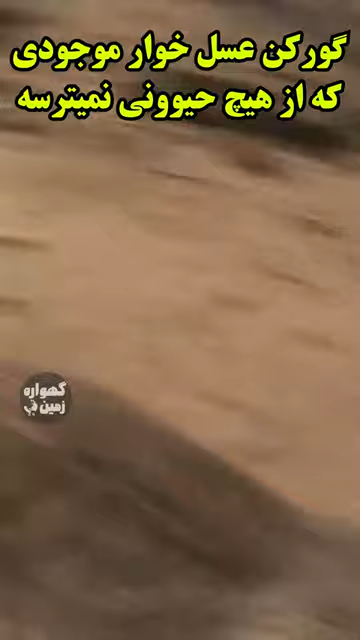 گورکن عسل خوار موجودی
که از هیچ حیوونی نمیترسه
گهواره
زمین